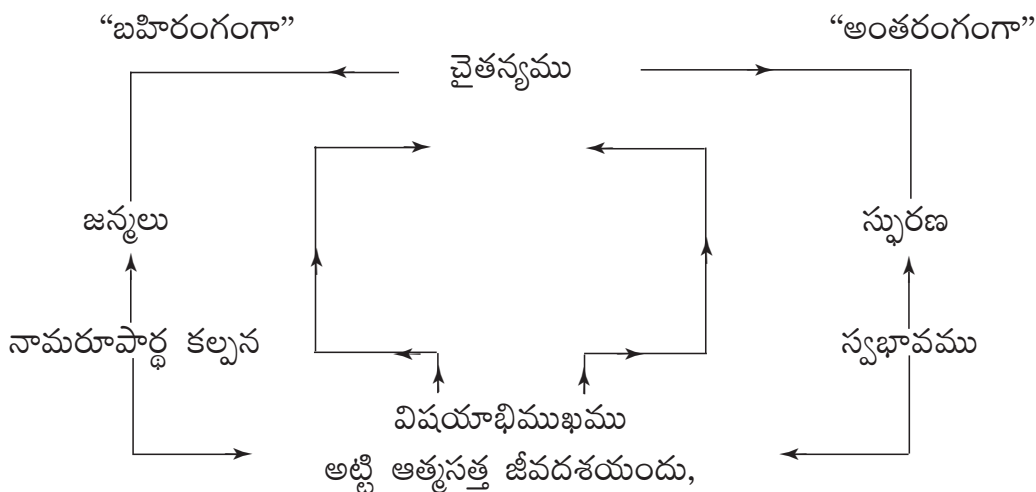 “బహిరంగంగా” “అంతరంగంగా”
చైతన్యము
జన్మలు స్ఫురణ
నామరూపార్థ కల్పన స్వభావము
విషయాభిముఖము
అట్టి ఆత్మసత్త జీవదశయందు,